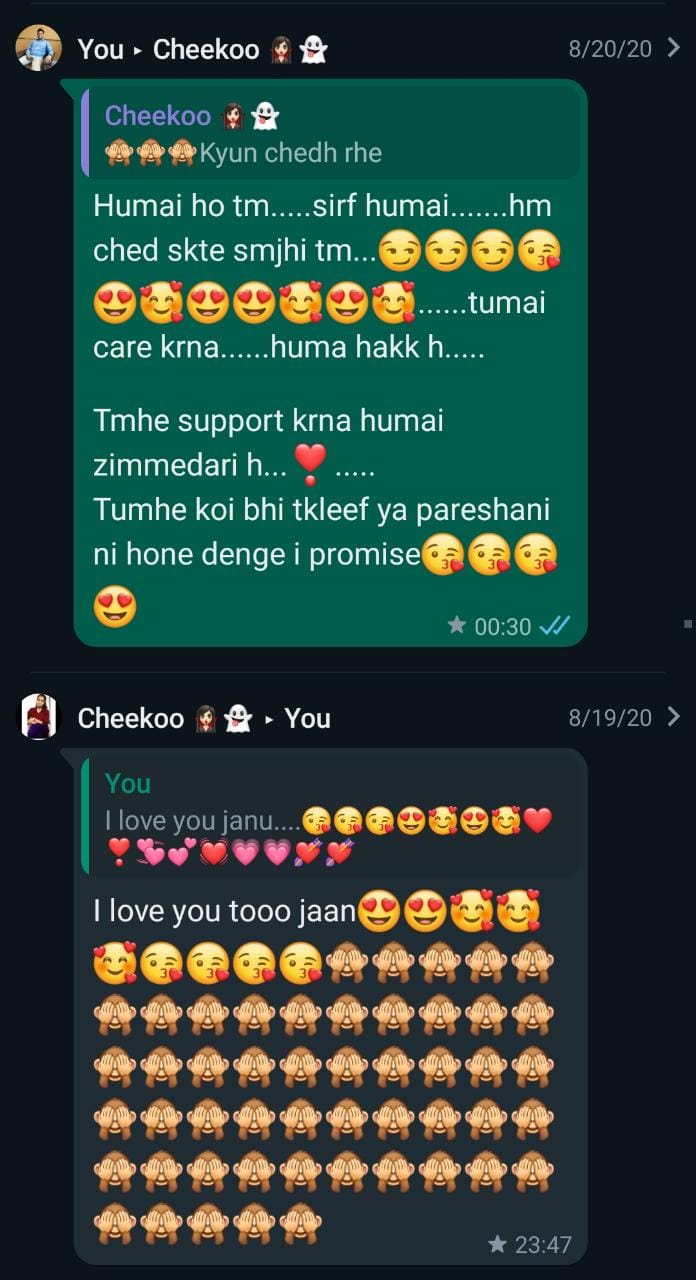 You ▸ Cheekoo 🧛‍♀️👻 8/20/20
Cheekoo 🧛‍♀️👻
🙈🙈🙈Kyun chedh rhe
Humai ho tm.....sirf humai.......hm
ched skte smjhi tm...😏😏😏😘
😍🥰😍😍🥰😍🥰......tumai
care krna......huma hakk h.....
Tmhe support krna humai
zimmedari h...❣️.....
Tumhe koi bhi tkleef ya pareshani
ni hone denge i promise😘😘😘
😍
00:30
Cheekoo 🧛‍♀️👻 ▸ You 8/19/20
You
I love you janu....😘😘😘😍🥰😍🥰❤️
❣️💞💕💓💗💗💘💘
I love you tooo jaan😍😍🥰🥰
🥰😘😘😘😘🙈🙈🙈🙈🙈
🙈🙈🙈🙈🙈🙈🙈🙈🙈🙈
🙈🙈🙈🙈🙈🙈🙈🙈🙈🙈
🙈🙈🙈🙈🙈🙈🙈🙈🙈🙈
🙈🙈🙈🙈🙈🙈🙈🙈🙈🙈
🙈🙈🙈🙈🙈
23:47